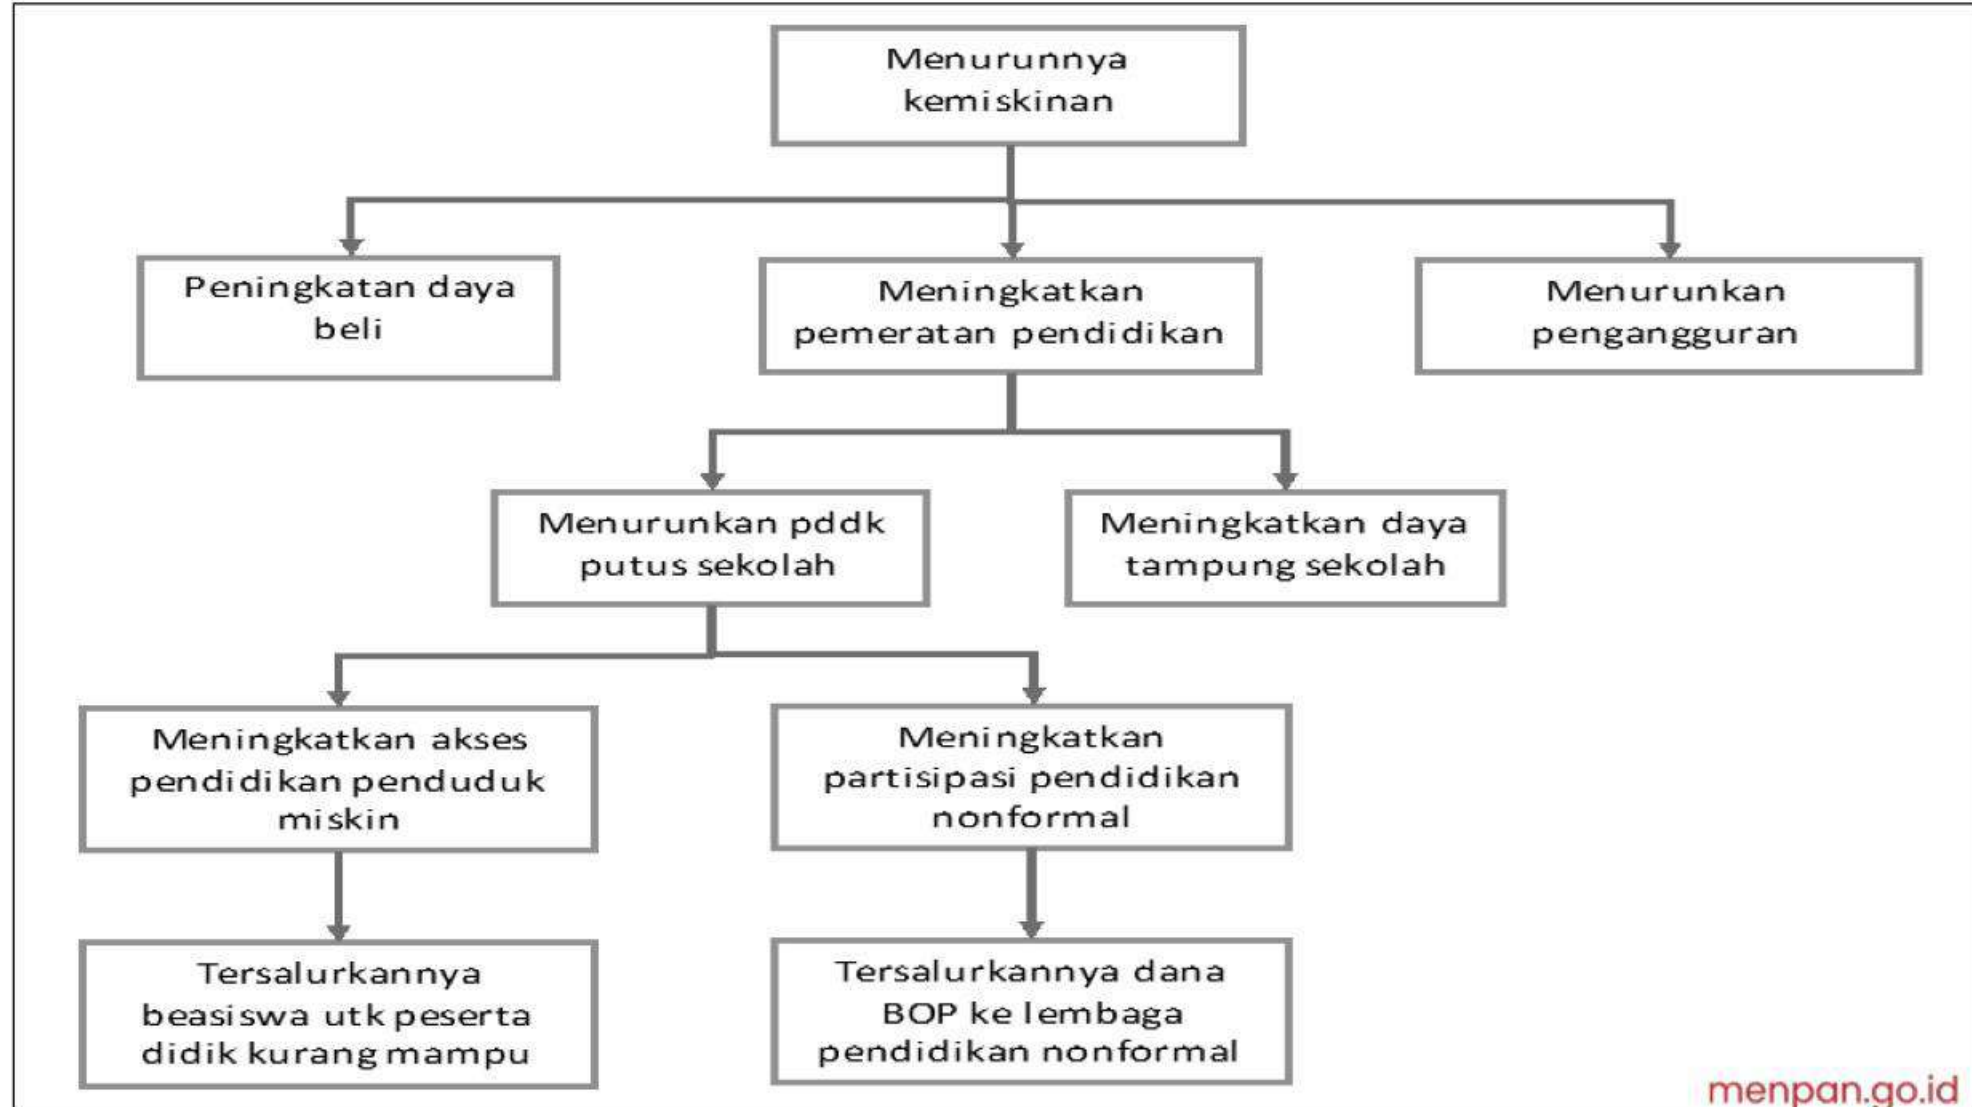 Menurunnya
kemiskinan
Peningkatan daya
beli
Meningkatkan
pemeratan pendidikan
Menurunkan
pengangguran
Menurunkan pddk
putus sekolah
Meningkatkan daya
tampung sekolah
Meningkatkan akses
pendidikan penduduk
miskin
Meningkatkan
partisipasi pendidikan
nonformal
Tersalurkannya
beasiswa utk peserta
didik kurang mampu
Tersalurkannya dana
BOP ke lembaga
pendidikan nonformal
menpan.go.id